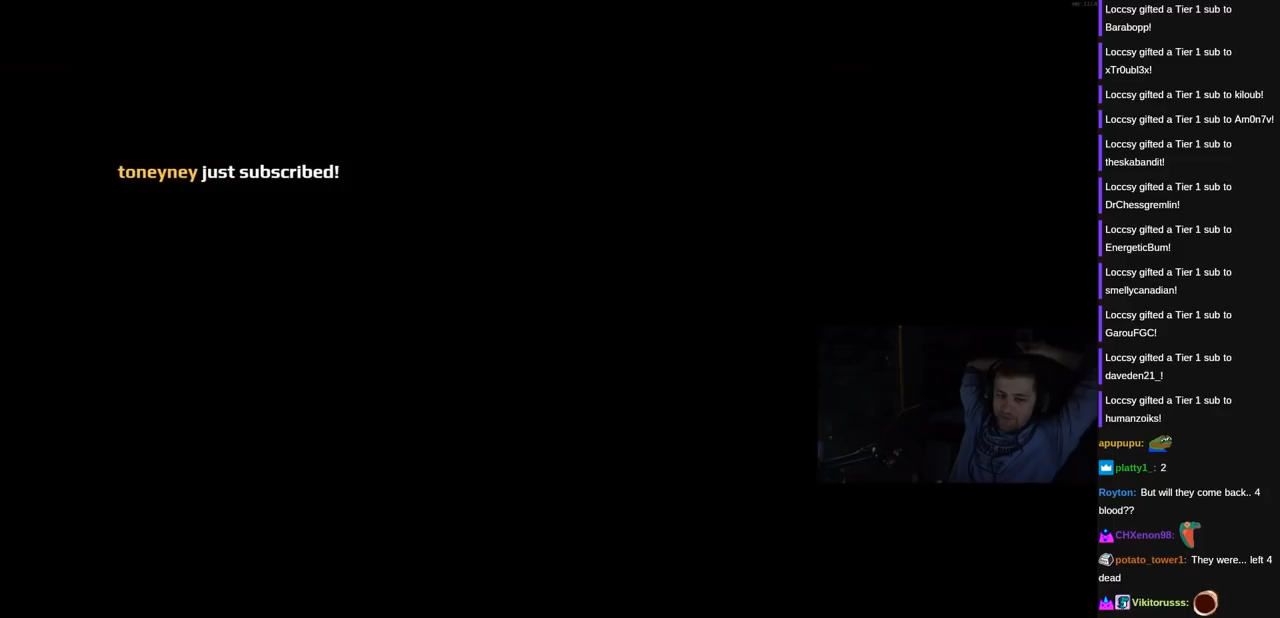 toneyney just subscribed!
Loccsy gifted a Tier 1 sub to
Barabopp!
Loccsy gifted a Tier 1 sub to
xTr0ubl3x!
Loccsy gifted a Tier 1 sub to kiloub!
Loccsy gifted a Tier 1 sub to Am0n7v!
Loccsy gifted a Tier 1 sub to
theskabandit!
Loccsy gifted a Tier 1 sub to
DrChessgremlin!
Loccsy gifted a Tier 1 sub to
EnergeticBum!
Loccsy gifted a Tier 1 sub to
smellycanadian!
Loccsy gifted a Tier 1 sub to
GarouFGC!
Loccsy gifted a Tier 1 sub to
daveden21_!
Loccsy gifted a Tier 1 sub to
humanzoiks!
apupupu:
platty1_: 2
Royton: But will they come back.. 4
blood??
CHXenon98:
potato_tower1: They were... left 4
dead
Vikitorusss: